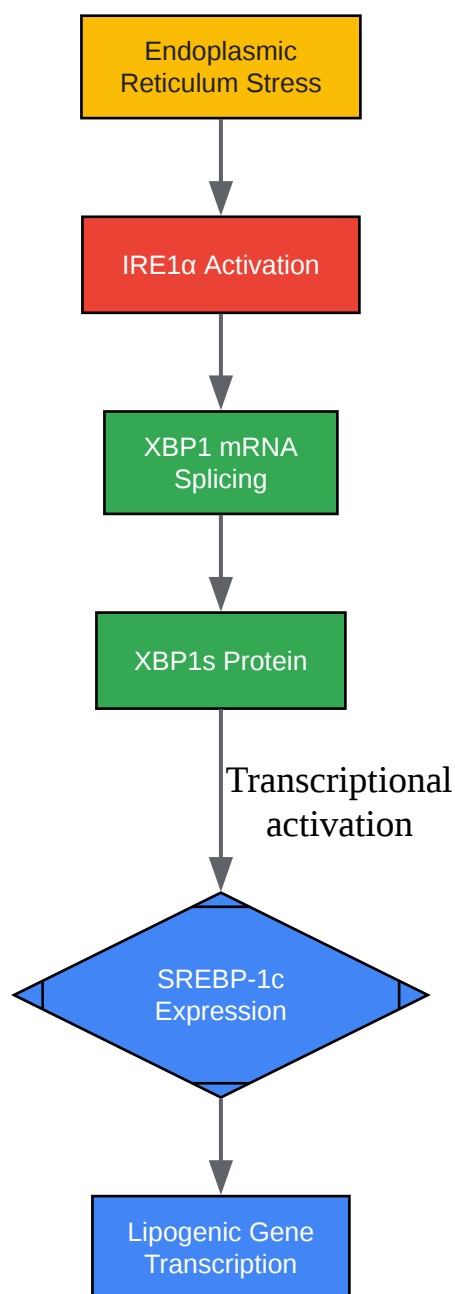 Endoplasmic
Reticulum Stress
IRE1α Activation
XBP1 mRNA
Splicing
XBP1s Protein
Transcriptional
activation
SREBP-1c
Expression
Lipogenic Gene
Transcription